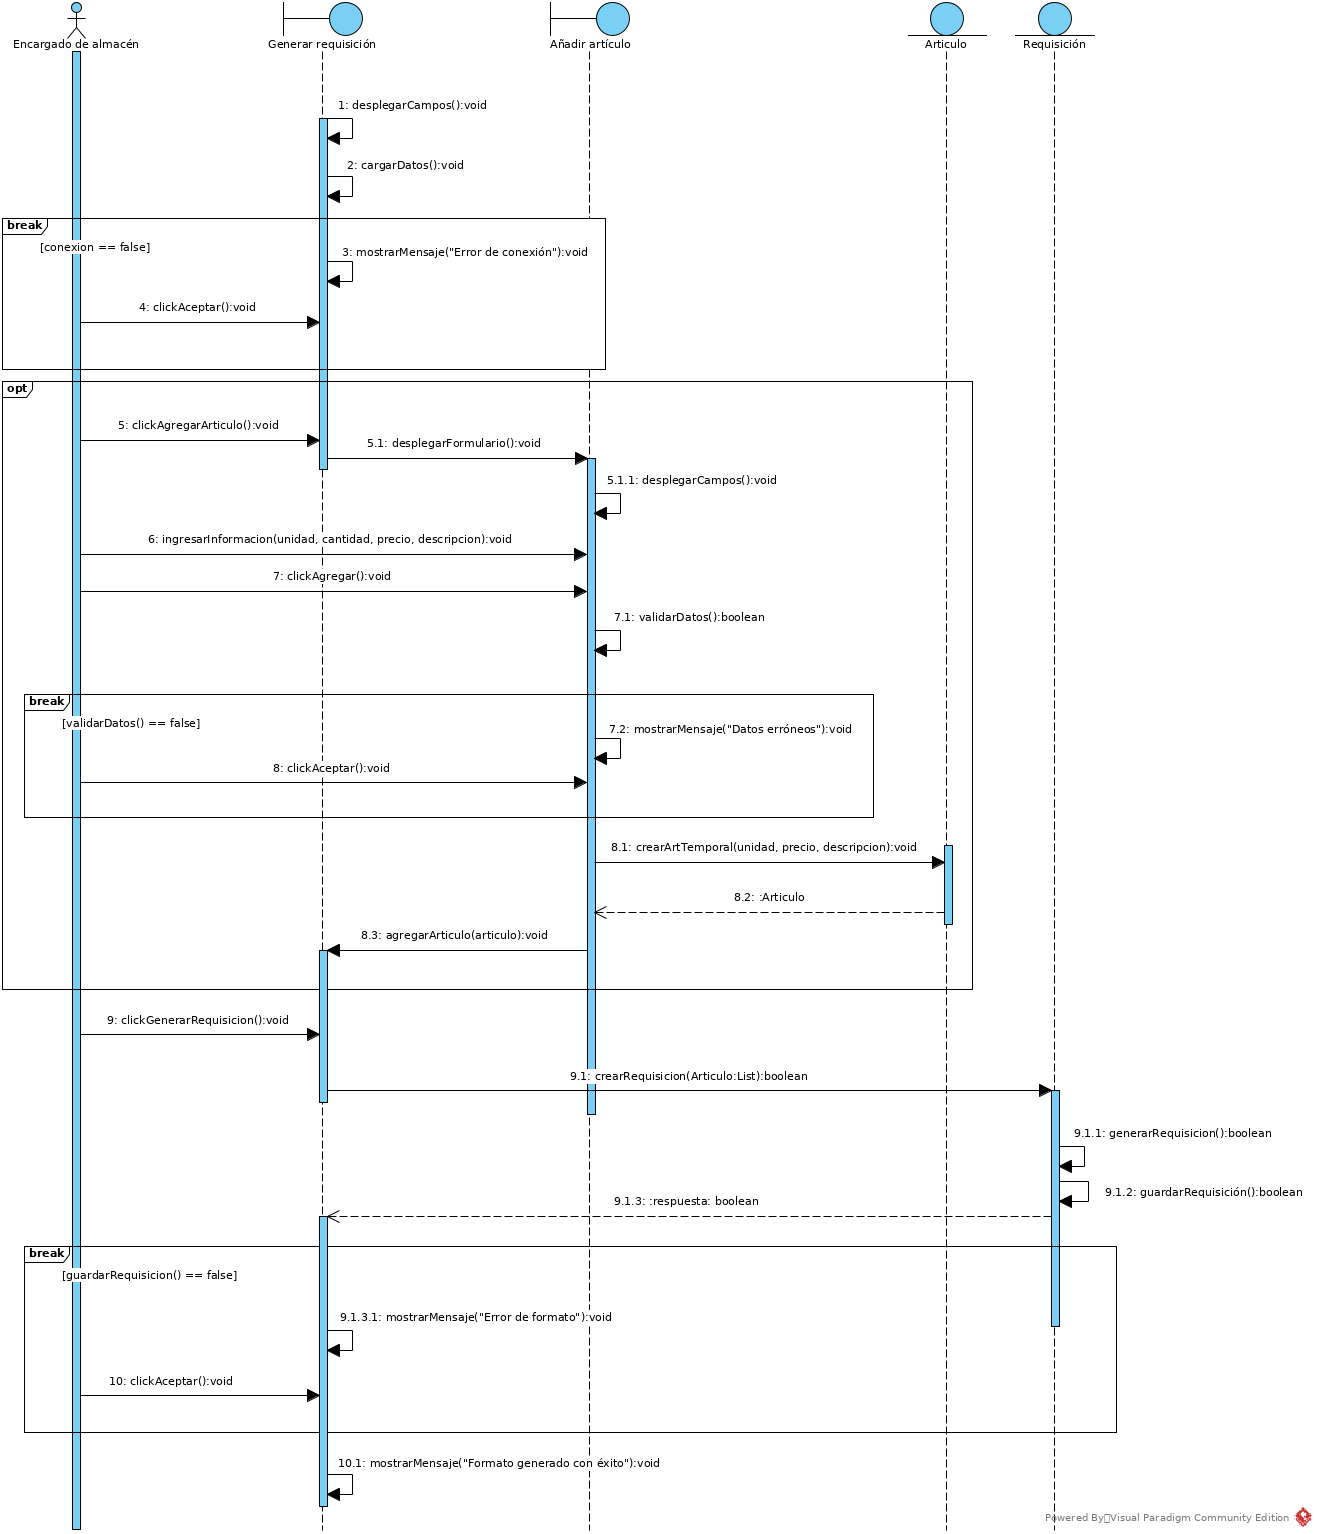 Encargado de almacén
Generar requisición
Añadir artículo
Articulo
Requisición
1: desplegarCampos():void
2: cargarDatos():void
break
[conexion == false]
3: mostrarMensaje("Error de conexión"):void
4: clickAceptar():void
opt
5: clickAgregarArticulo():void
5.1: desplegarFormulario():void
5.1.1: desplegarCampos():void
6: ingresarInformacion(unidad, cantidad, precio, descripcion):void
7: clickAgregar():void
7.1: validarDatos():boolean
break
[validarDatos() == false]
7.2: mostrarMensaje("Datos erróneos"):void
8: clickAceptar():void
8.1: crearArtTemporal(unidad, precio, descripcion):void
8.2: :Articulo
8.3: agregarArticulo(articulo):void
9: clickGenerarRequisicion():void
9.1: crearRequisicion(Articulo:List):boolean
9.1.1: generarRequisicion():boolean
9.1.2: guardarRequisición():boolean
9.1.3: :respuesta: boolean
break
[guardarRequisicion() == false]
9.1.3.1: mostrarMensaje("Error de formato"):void
10: clickAceptar():void
10.1: mostrarMensaje("Formato generado con éxito"):void
Powered By Visual Paradigm Community Edition